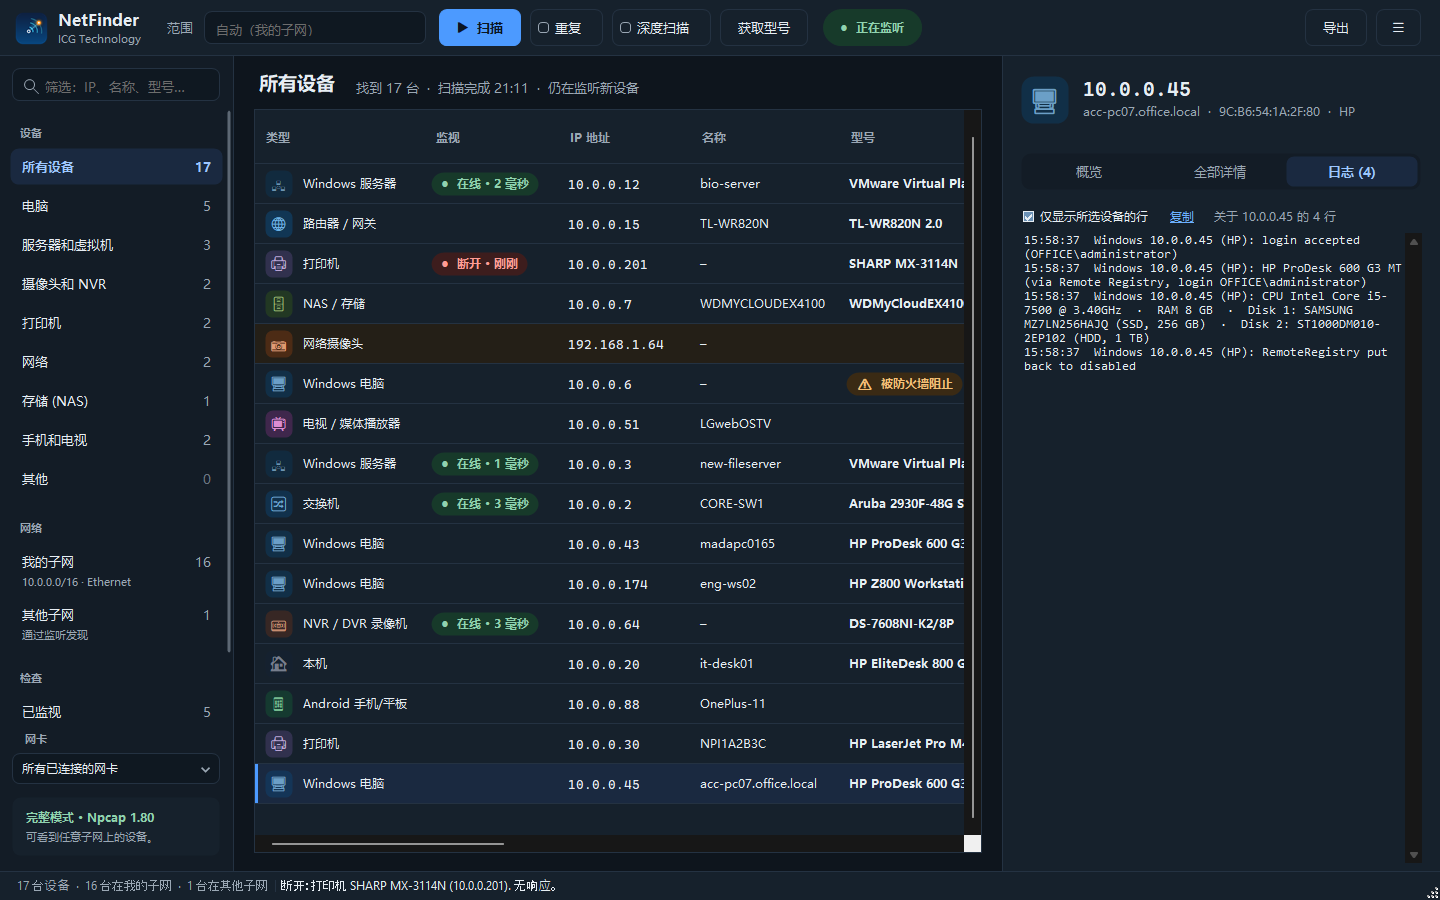 NetFinder
ICG Technology
范围
自动（我的子网）
扫描
重复
深度扫描
获取型号
正在监听
导出
筛选：IP、名称、型号...
设备
所有设备 17
电脑 5
服务器和虚拟机 3
摄像头和 NVR 2
打印机 2
网络 2
存储 (NAS) 1
手机和电视 2
其他 0
网络
我的子网 16
10.0.0.0/16 · Ethernet
其他子网 1
通过监听发现
检查
已监视 5
网卡
所有已连接的网卡
完整模式 • Npcap 1.80
可看到任意子网上的设备。
所有设备 找到 17 台 · 扫描完成 21:11 · 仍在监听新设备
类型 监视 IP 地址 名称 型号
Windows 服务器 在线 • 2 毫秒 10.0.0.12 bio-server VMware Virtual Pla
路由器 / 网关 10.0.0.15 TL-WR820N TL-WR820N 2.0
打印机 断开 • 刚刚 10.0.0.201 – SHARP MX-3114N
NAS / 存储 10.0.0.7 WDMYCLOUDEX4100 WDMyCloudEX4100
网络摄像头 192.168.1.64 –
Windows 电脑 10.0.0.6 – 被防火墙阻止
电视 / 媒体播放器 10.0.0.51 LGwebOSTV
Windows 服务器 在线 • 1 毫秒 10.0.0.3 new-fileserver VMware Virtual Pla
交换机 在线 • 3 毫秒 10.0.0.2 CORE-SW1 Aruba 2930F-48G S
Windows 电脑 10.0.0.43 madapc0165 HP ProDesk 600 G3
Windows 电脑 10.0.0.174 eng-ws02 HP Z800 Workstati
NVR / DVR 录像机 在线 • 3 毫秒 10.0.0.64 – DS-7608NI-K2/8P
本机 10.0.0.20 it-desk01 HP EliteDesk 800 G
Android 手机/平板 10.0.0.88 OnePlus-11
打印机 10.0.0.30 NPI1A2B3C HP LaserJet Pro M4
Windows 电脑 10.0.0.45 acc-pc07.office.local HP ProDesk 600 G3
10.0.0.45
acc-pc07.office.local · 9C:B6:54:1A:2F:80 · HP
概览 全部详情 日志 (4)
仅显示所选设备的行 复制 关于 10.0.0.45 的 4 行
15:58:37 Windows 10.0.0.45 (HP): login accepted
(OFFICE\administrator)
15:58:37 Windows 10.0.0.45 (HP): HP ProDesk 600 G3 MT
(via Remote Registry, login OFFICE\administrator)
15:58:37 Windows 10.0.0.45 (HP): CPU Intel Core i5-
7500 @ 3.40GHz · RAM 8 GB · Disk 1: SAMSUNG
MZ7LN256HAJQ (SSD, 256 GB) · Disk 2: ST1000DM010-
2EP102 (HDD, 1 TB)
15:58:37 Windows 10.0.0.45 (HP): RemoteRegistry put
back to disabled
17 台设备 · 16 台在我的子网 · 1 台在其他子网 断开: 打印机 SHARP MX-3114N (10.0.0.201). 无响应。